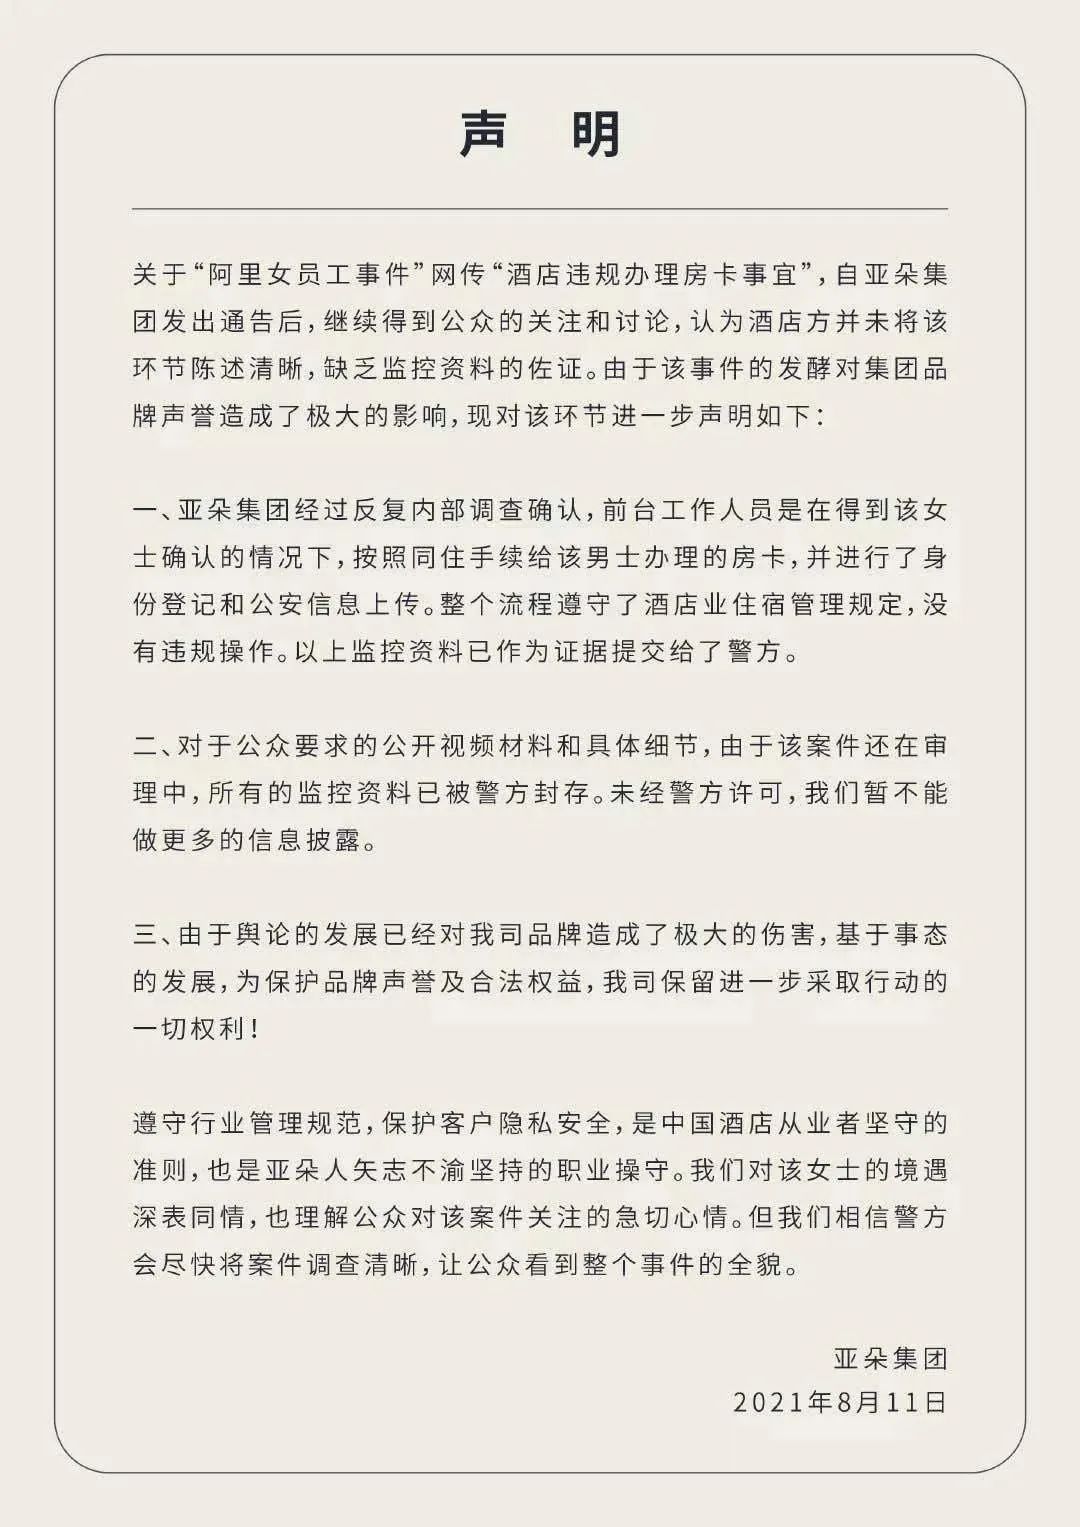 声 明
关于“阿里女员工事件”网传“酒店违规办理房卡事宜”,自亚朵集
团发出通告后,继续得到公众的关注和讨论,认为酒店方并未将该
环节陈述清晰,缺乏监控资料的佐证。由于该事件的发酵对集团品
牌声誉造成了极大的影响,现对该环节进一步声明如下:
一、亚朵集团经过反复内部调查确认,前台工作人员是在得到该女
士确认的情况下,按照同住手续给该男士办理的房卡,并进行了身
份登记和公安信息上传。整个流程遵守了酒店业住宿管理规定,没
有违规操作。以上监控资料已作为证据提交给了警方。
二、对于公众要求的公开视频材料和具体细节,由于该案件还在审
理中,所有的监控资料已被警方封存。未经警方许可,我们暂不能
做更多的信息披露。
三、由于舆论的发展已经对我司品牌造成了极大的伤害,基于事态
的发展,为保护品牌声誉及合法权益,我司保留进一步采取行动的
一切权利!
遵守行业管理规范,保护客户隐私安全,是中国酒店从业者坚守的
准则,也是亚朵人矢志不渝坚持的职业操守。我们对该女士的境遇
深表同情,也理解公众对该案件关注的急切心情。但我们相信警方
会尽快将案件调查清晰,让公众看到整个事件的全貌。
亚朵集团
2021年8月11日